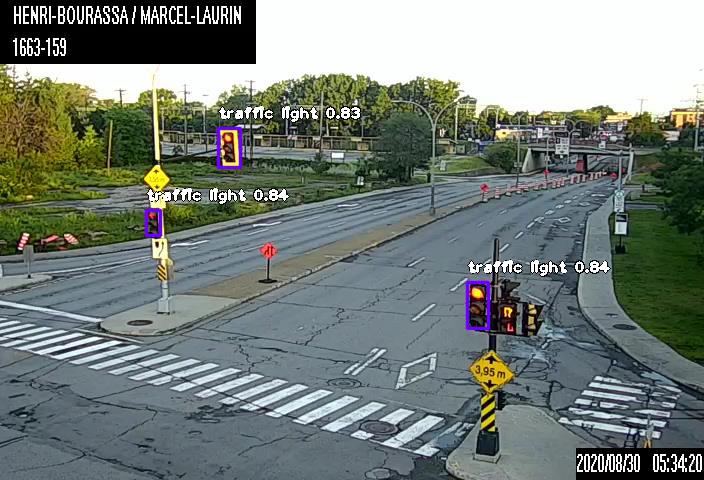 HENRI-BOURASSA / MARCEL-LAURIN
1663-159
traffic light 0.83
traffic light 0.84
traffic light 0.84
3,95 m
2020/08/30 05:34:20